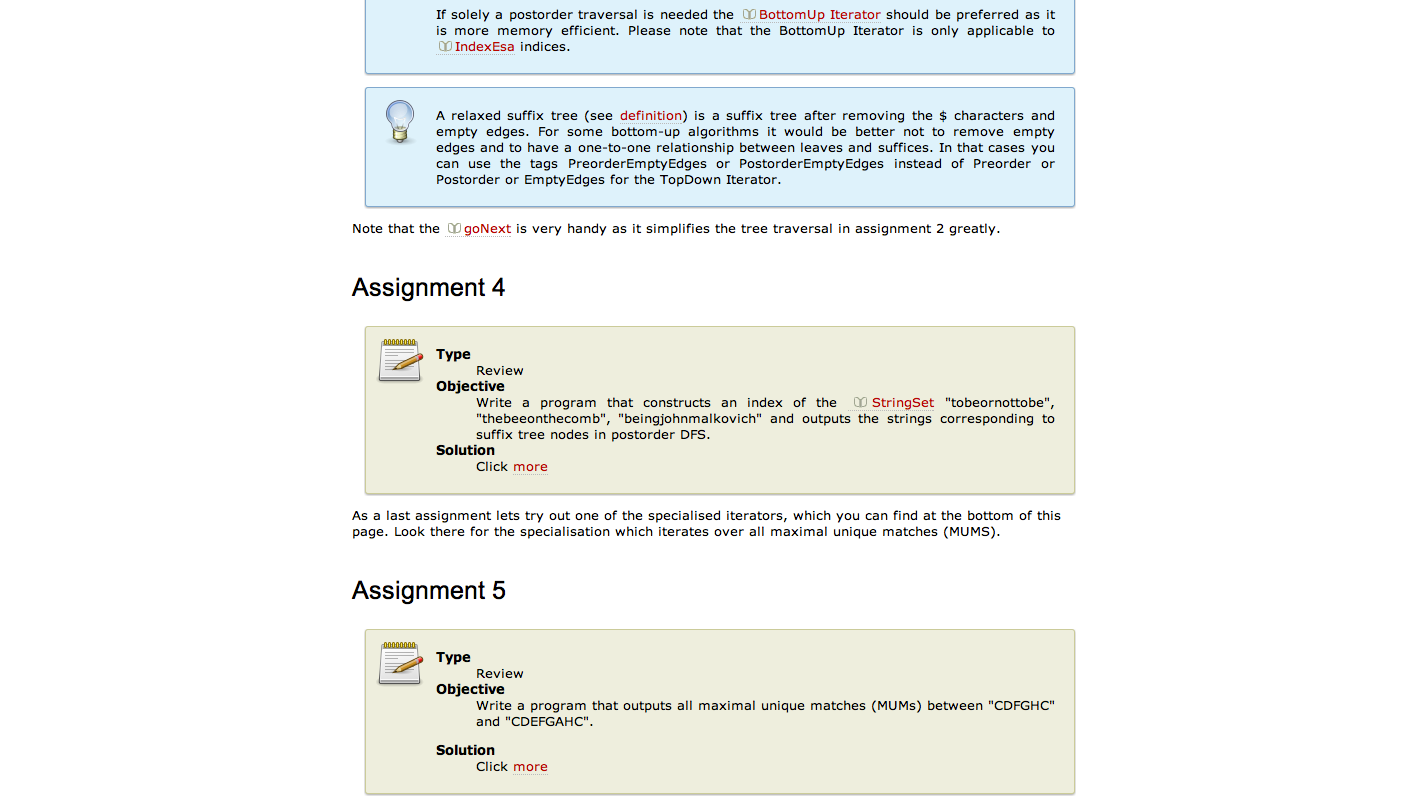 If solely a postorder traversal is needed the BottomUp Iterator should be preferred as it
is more memory efficient. Please note that the BottomUp Iterator is only applicable to
IndexEsa indices.
A relaxed suffix tree (see definition) is a suffix tree after removing the $ characters and
empty edges. For some bottom-up algorithms it would be better not to remove empty
edges and to have a one-to-one relationship between leaves and suffices. In that cases you
can use the tags PreorderEmptyEdges or PostorderEmptyEdges instead of Preorder or
Postorder or EmptyEdges for the TopDown Iterator.
Note that the goNext is very handy as it simplifies the tree traversal in assignment 2 greatly.
Assignment 4
Type
Review
Objective
Write a program that constructs an index of the StringSet "tobeornottobe",
"thebeeonthecomb", "beingjohnmalkovich" and outputs the strings corresponding to
suffix tree nodes in postorder DFS.
Solution
Click more
As a last assignment lets try out one of the specialised iterators, which you can find at the bottom of this
page. Look there for the specialisation which iterates over all maximal unique matches (MUMS).
Assignment 5
Type
Review
Objective
Write a program that outputs all maximal unique matches (MUMs) between "CDFGHC"
and "CDEFGAHC".
Solution
Click more